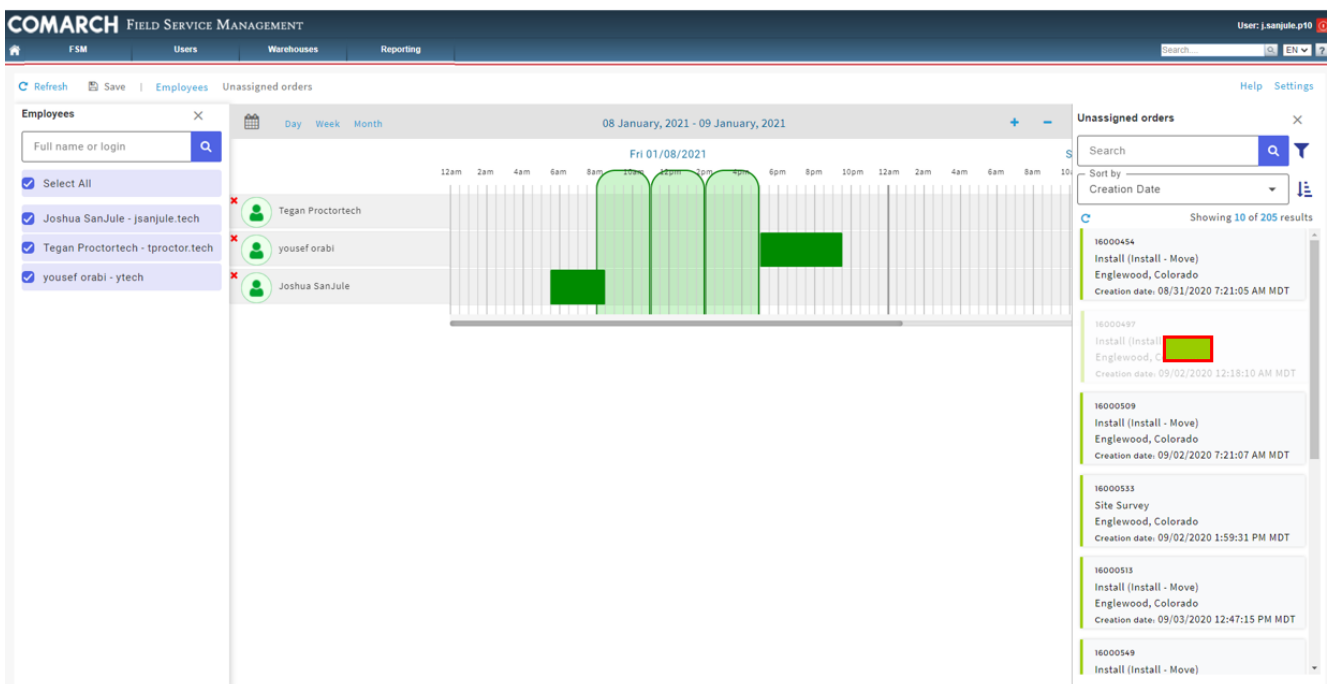 COMARCH FIELD SERVICE MANAGEMENT
User: j.sanjule.p10
FSM Users Warehouses Reporting
Search... EN ?
Refresh Save | Employees Unassigned orders
Help Settings
Employees
Full name or login
Select All
Joshua SanJule - jsanjule.tech
Tegan Proctortech - tproctor.tech
yousef orabi - ytech
Day Week Month
08 January, 2021 - 09 January, 2021
+ -
Fri 01/08/2021
S
12am 2am 4am 6am 8am 10am 12pm 2pm 4pm 6pm 8pm 10pm 12am 2am 4am 6am 8am 10
Tegan Proctortech
yousef orabi
Joshua SanJule
Unassigned orders
Search
Sort by
Creation Date
Showing 10 of 205 results
16000454
Install (Install - Move)
Englewood, Colorado
Creation date: 08/31/2020 7:21:05 AM MDT
16000497
Install (Install
Englewood, C
Creation date: 09/02/2020 12:18:10 AM MDT
16000509
Install (Install - Move)
Englewood, Colorado
Creation date: 09/02/2020 7:21:07 AM MDT
16000533
Site Survey
Englewood, Colorado
Creation date: 09/02/2020 1:59:31 PM MDT
16000513
Install (Install - Move)
Englewood, Colorado
Creation date: 09/03/2020 12:47:15 PM MDT
16000549
Install (Install - Move)